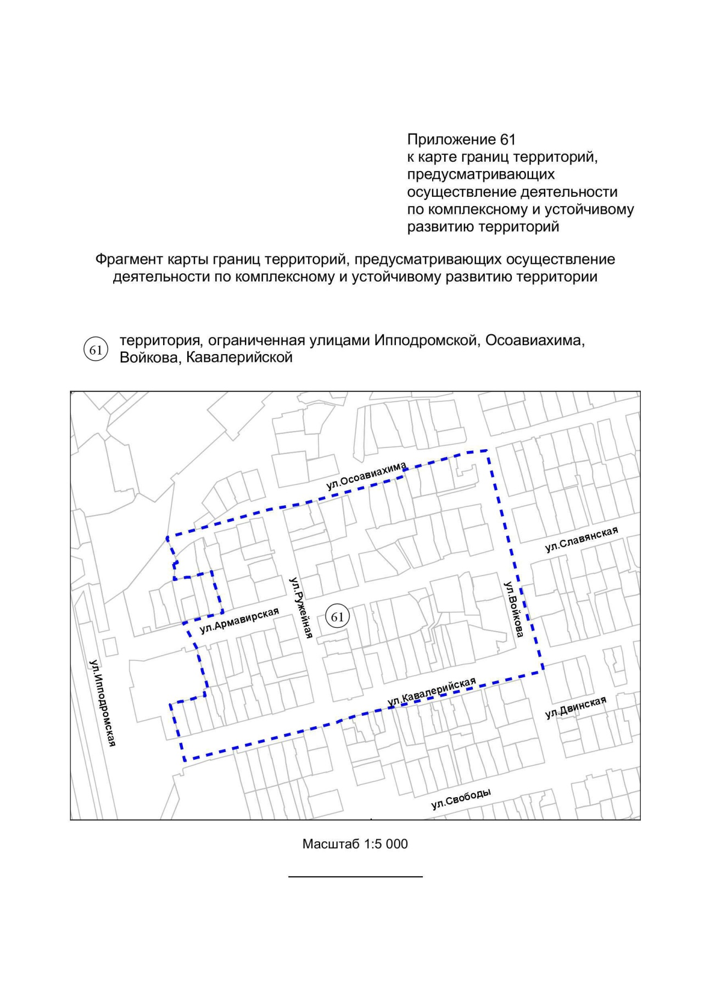 Приложение 61
к карте границ территорий,
предусматривающих
осуществление деятельности
по комплексному и устойчивому
развитию территорий
Фрагмент карты границ территорий, предусматривающих осуществление
деятельности по комплексному и устойчивому развитию территории
61
территория, ограниченная улицами Ипподромской, Осоавиахима,
Войкова, Кавалерийской
ул.Осоавиахима
ул.Славянская
ул.Ружейная
ул.Войкова
ул.Армавирская
61
ул.Ипподромская
ул.Кавалерийская
ул.Двинская
ул.Свободы
Масштаб 1:5 000